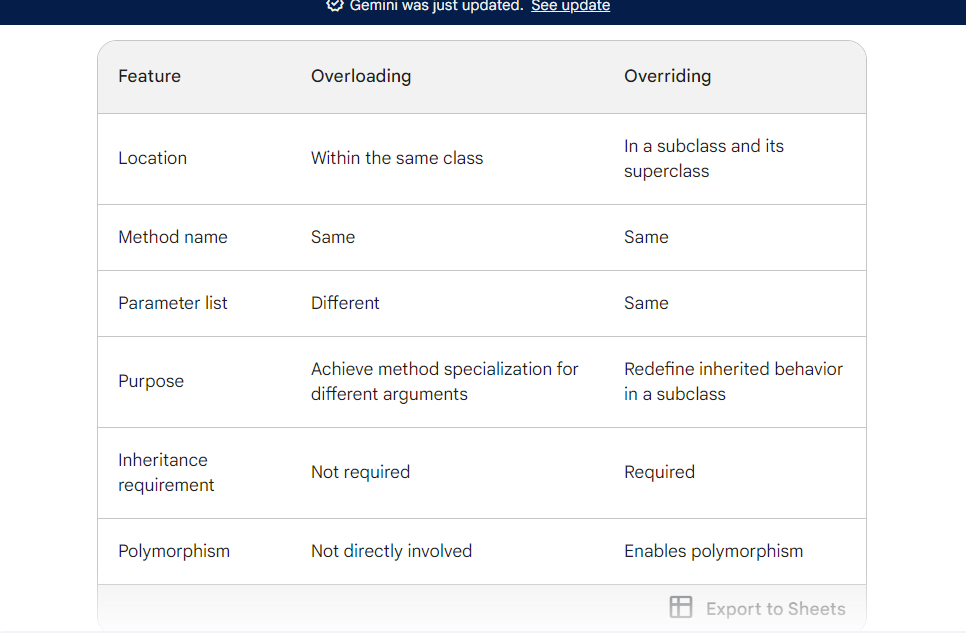 Gemini was just updated. See update
Feature Overloading Overriding
Location Within the same class In a subclass and its superclass
Method name Same Same
Parameter list Different Same
Purpose Achieve method specialization for different arguments Redefine inherited behavior in a subclass
Inheritance requirement Not required Required
Polymorphism Not directly involved Enables polymorphism
Export to Sheets